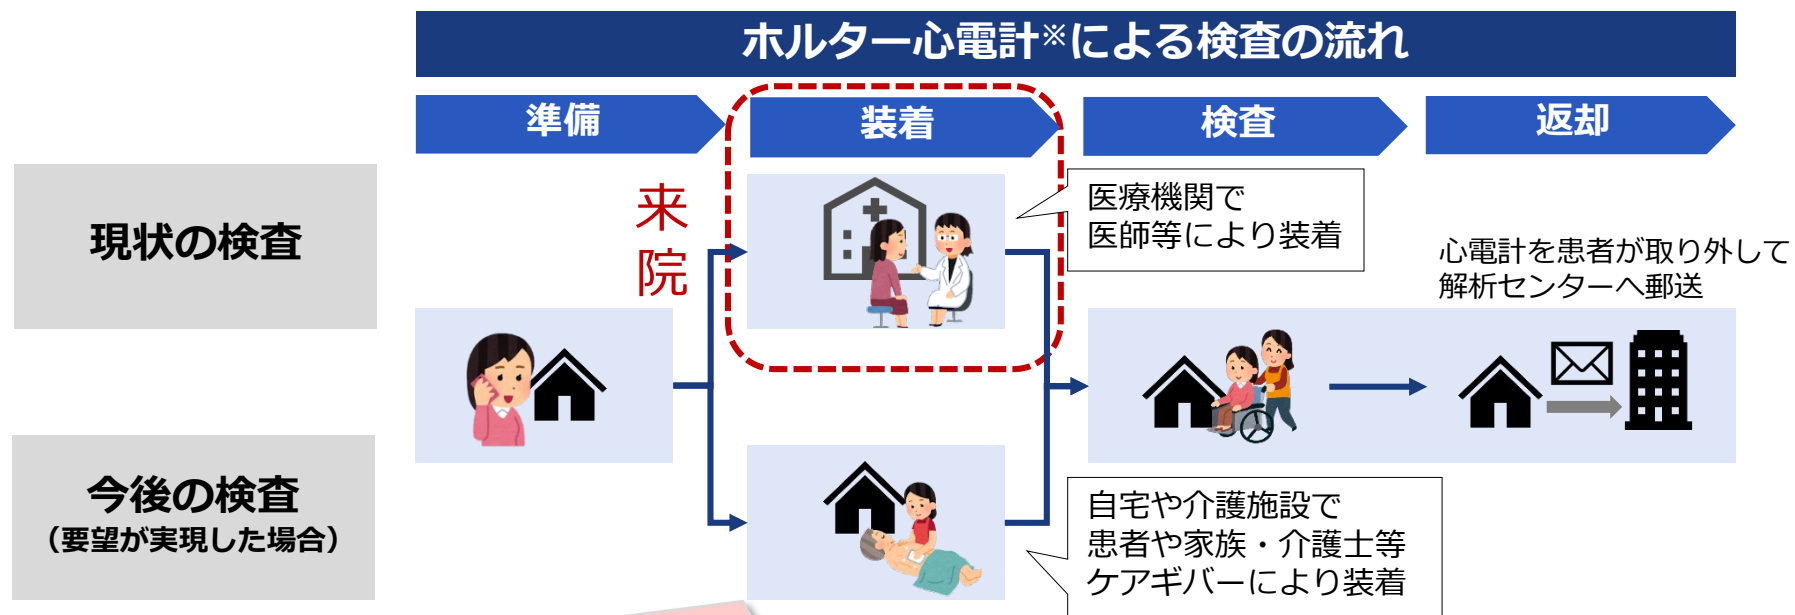 ホルター心電計※による検査の流れ
準備
装着
検査
返却
現状の検査
来
院
医療機関で
医師等により装着
心電計を患者が取り外して
解析センターへ郵送
今後の検査
（要望が実現した場合）
自宅や介護施設で
患者や家族・介護士等
ケアギバーにより装着